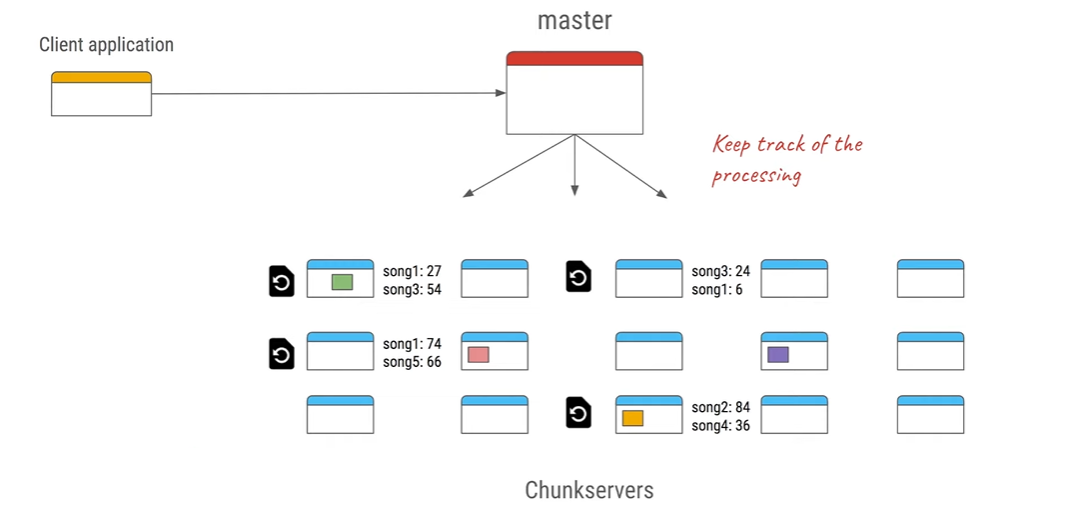 master
Client application
Keep track of the
processing
song1: 27
song3: 54
song3: 24
song1: 6
song1: 74
song5: 66
song2: 84
song4: 36
Chunkservers